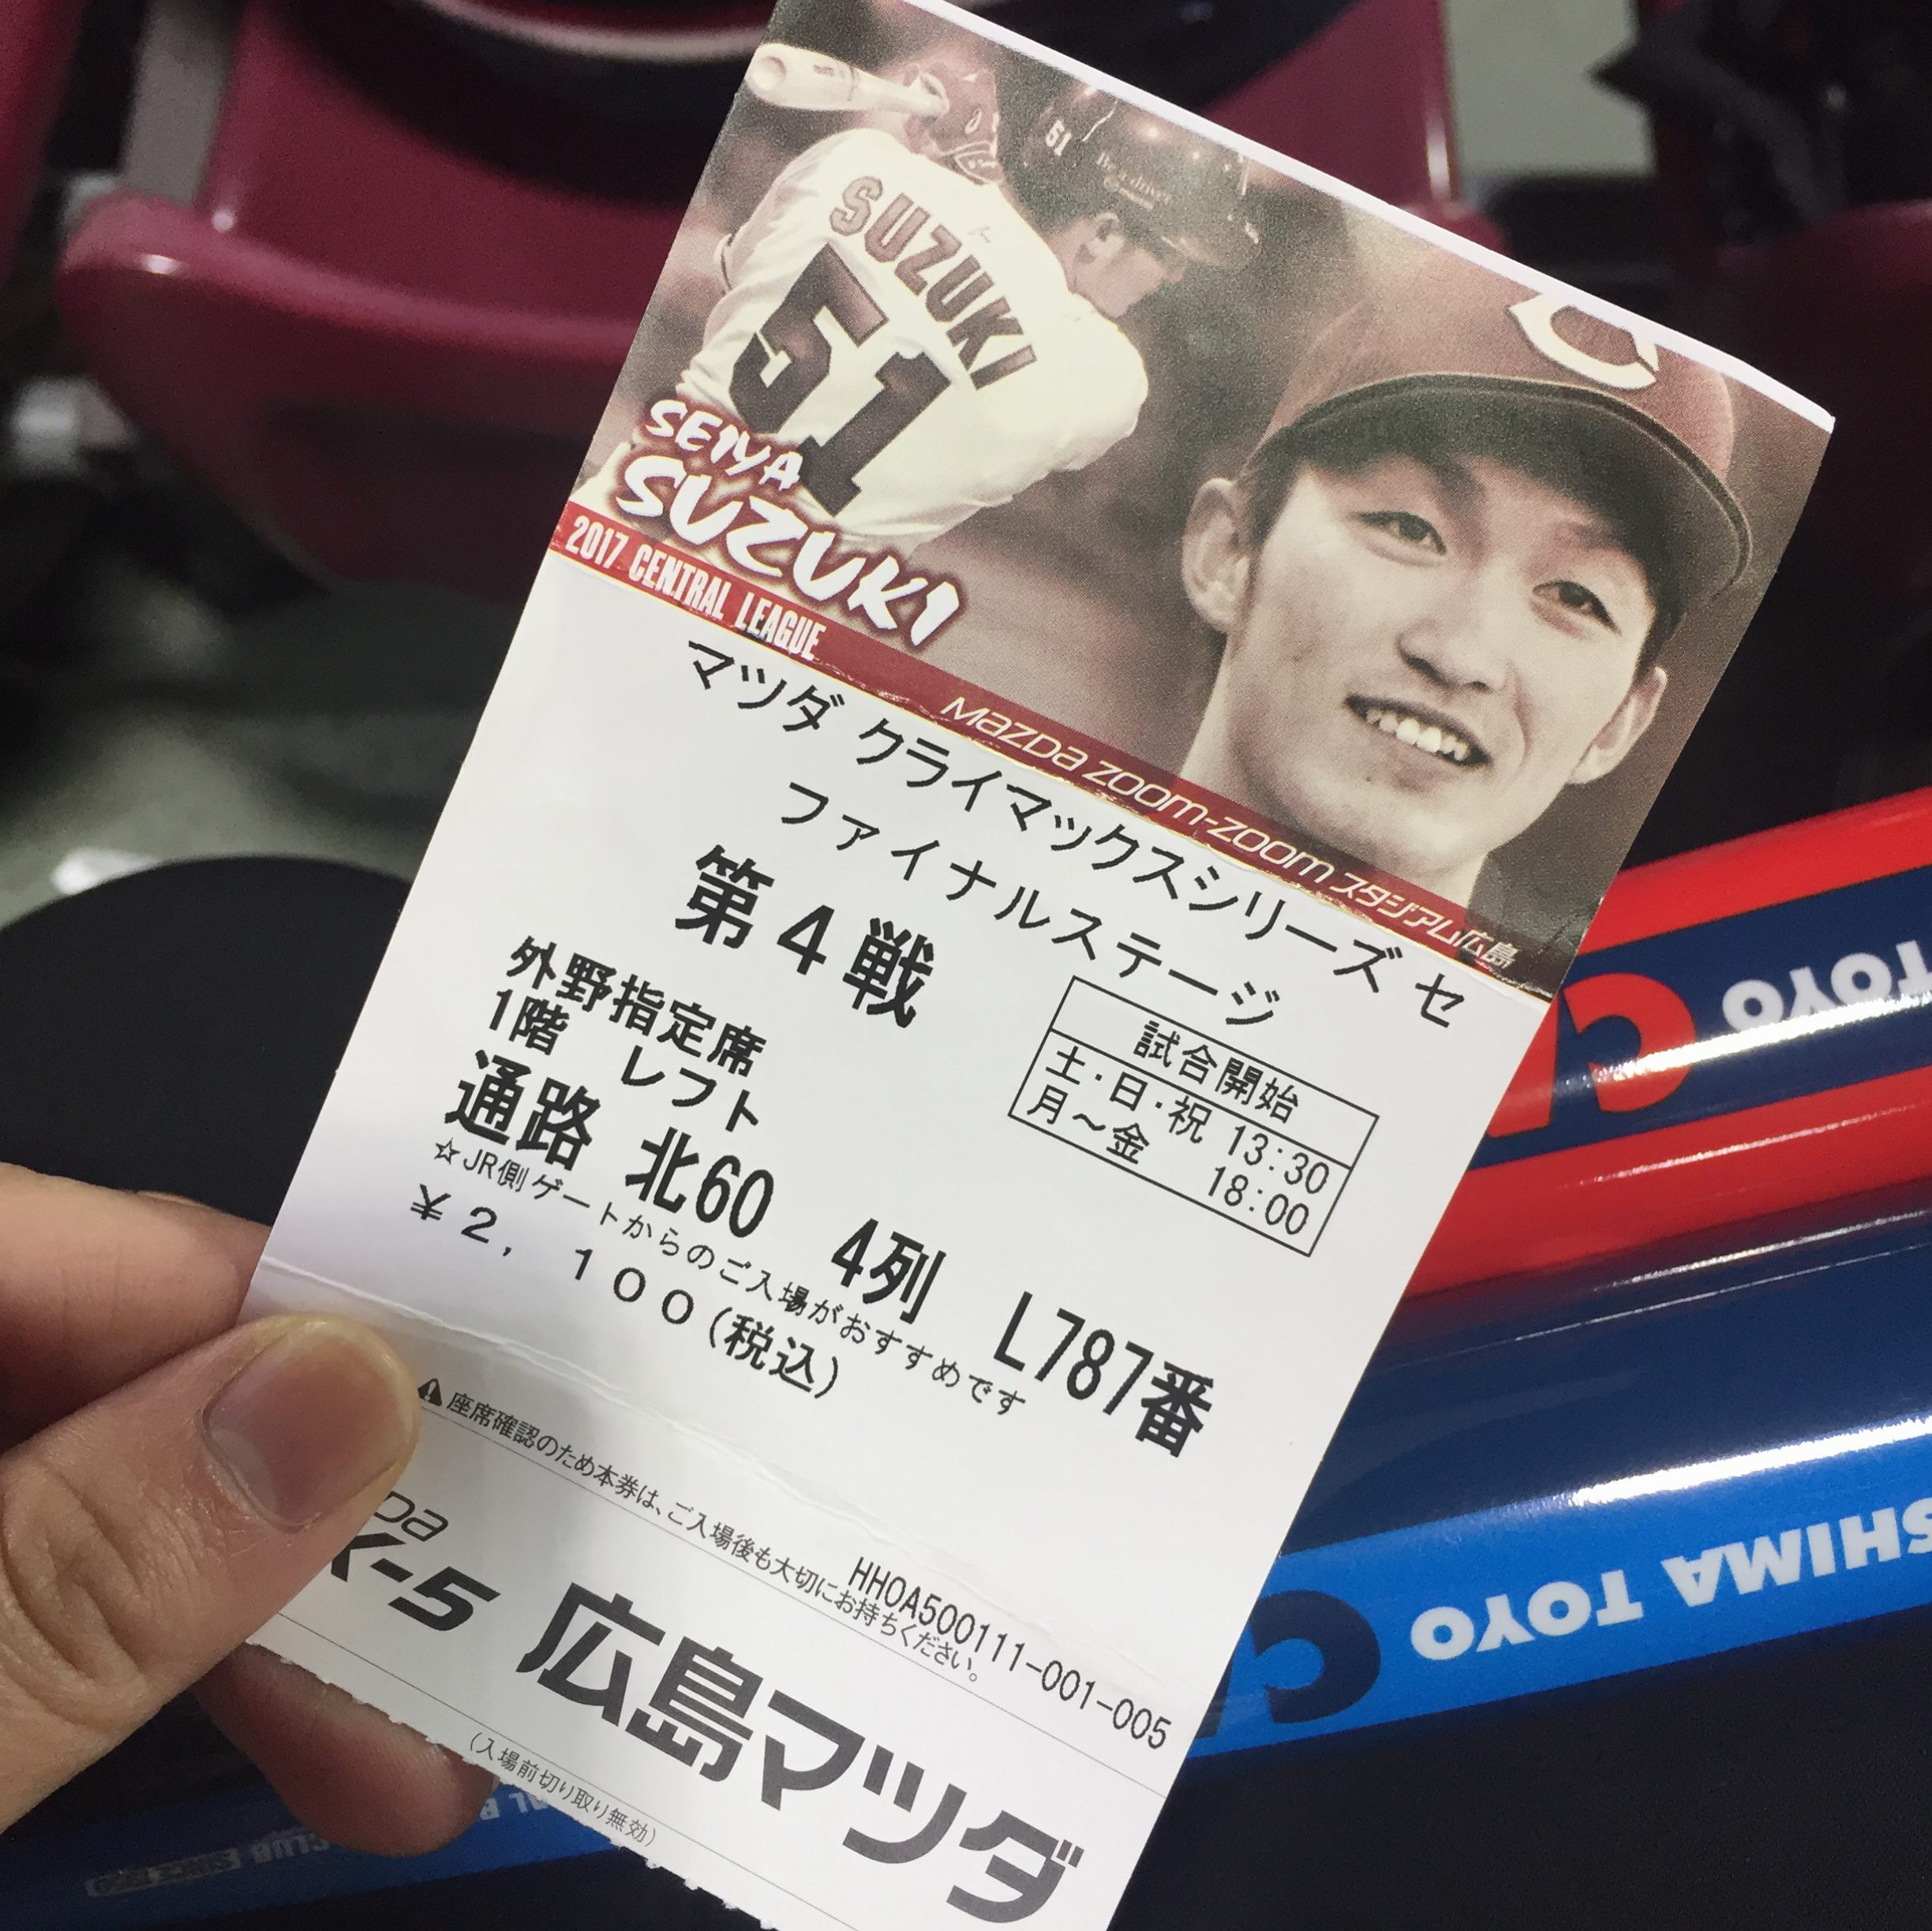 51
Be a driver.
SUZUKI
51
SEIYA
SUZUKI
2017 CENTRAL LEAGUE
mazda zoom-zoom スタジアム広島
マツダ クライマックスシリーズ セ
ファイナルステージ
第4戦
試合開始
土・日・祝 13:30
月〜金 18:00
外野指定席
1階 レフト
通路 北60 4列 L787番
☆JR側ゲートからのご入場がおすすめです
¥2,100(税込)
HH0A500111-001-005
座席確認のため本券は、ご入場後も大切にお持ちください。
広島マツダ
(入場前切り取り無効)
TOYO
SHIMA TOYO
CLUB
SINCE 1950